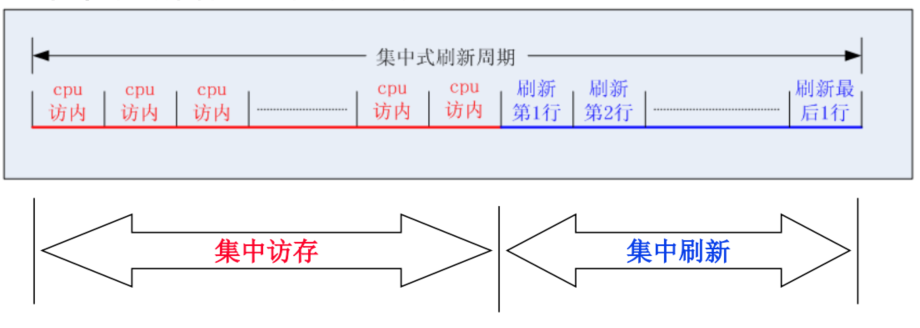 集中式刷新周期
cpu 访内
cpu 访内
cpu 访内
cpu 访内
cpu 访内
刷新 第1行
刷新 第2行
刷新最 后1行
集中访存
集中刷新